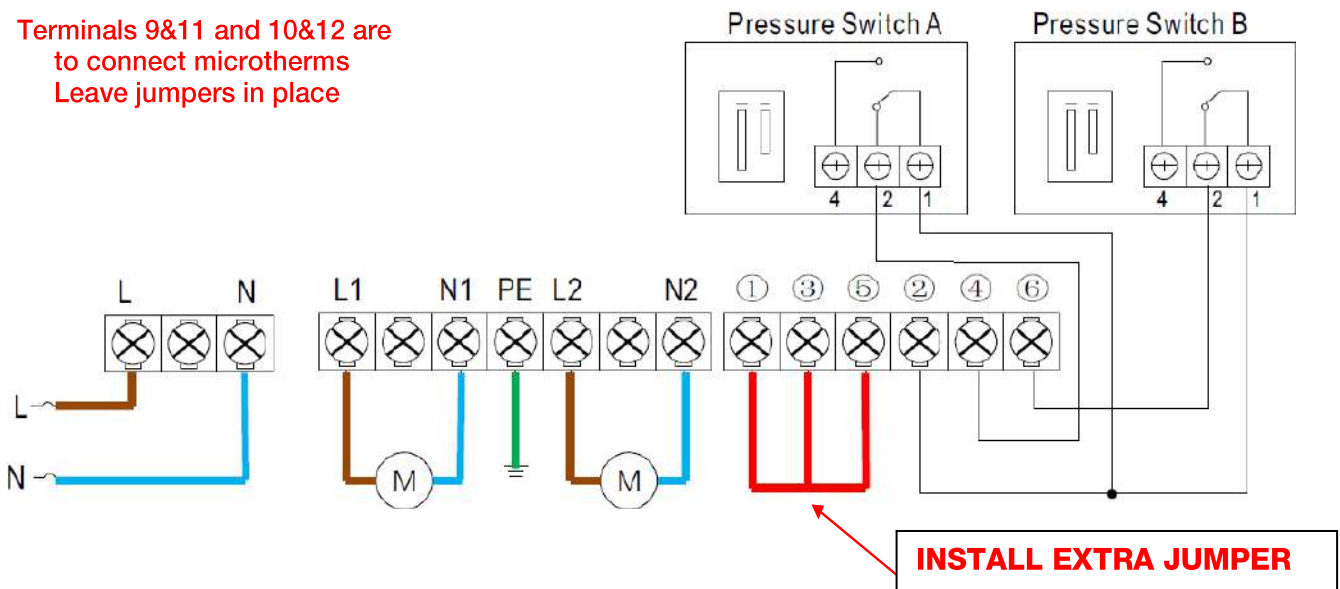 Terminals 9&11 and 10&12 are
to connect microtherms
Leave jumpers in place
Pressure Switch A
Pressure Switch B
4 2 1
4 2 1
L N
L1 N1 PE L2 N2 ① ③ ⑤ ② ④ ⑥
L
N
M
M
INSTALL EXTRA JUMPER